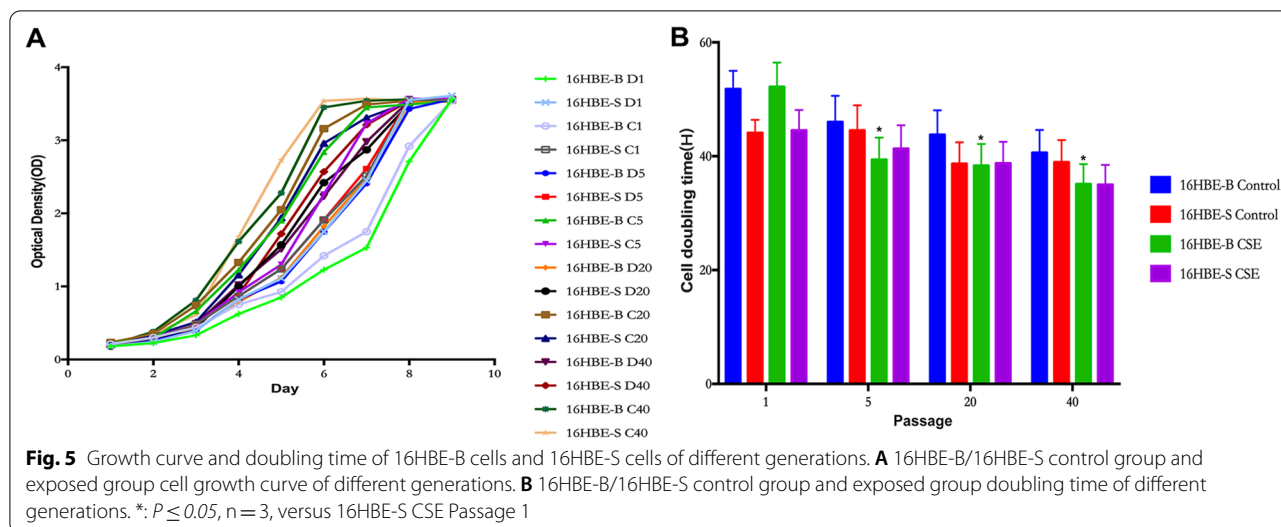 A
Optical Density(OD)
4
3
2
1
0
0 2 4 6 8 10
Day
16HBE-B D1
16HBE-S D1
16HBE-B C1
16HBE-S C1
16HBE-B D5
16HBE-S D5
16HBE-B C5
16HBE-S C5
16HBE-B D20
16HBE-S D20
16HBE-B C20
16HBE-S C20
16HBE-B D40
16HBE-S D40
16HBE-B C40
16HBE-S C40
B
Cell doubling time(H)
60
40
20
0
* * *
1 5 20 40
Passage
16HBE-B Control
16HBE-S Control
16HBE-B CSE
16HBE-S CSE
Fig. 5 Growth curve and doubling time of 16HBE-B cells and 16HBE-S cells of different generations. A 16HBE-B/16HBE-S control group and
exposed group cell growth curve of different generations. B 16HBE-B/16HBE-S control group and exposed group doubling time of different
generations. *: P ≤ 0.05, n = 3, versus 16HBE-S CSE Passage 1